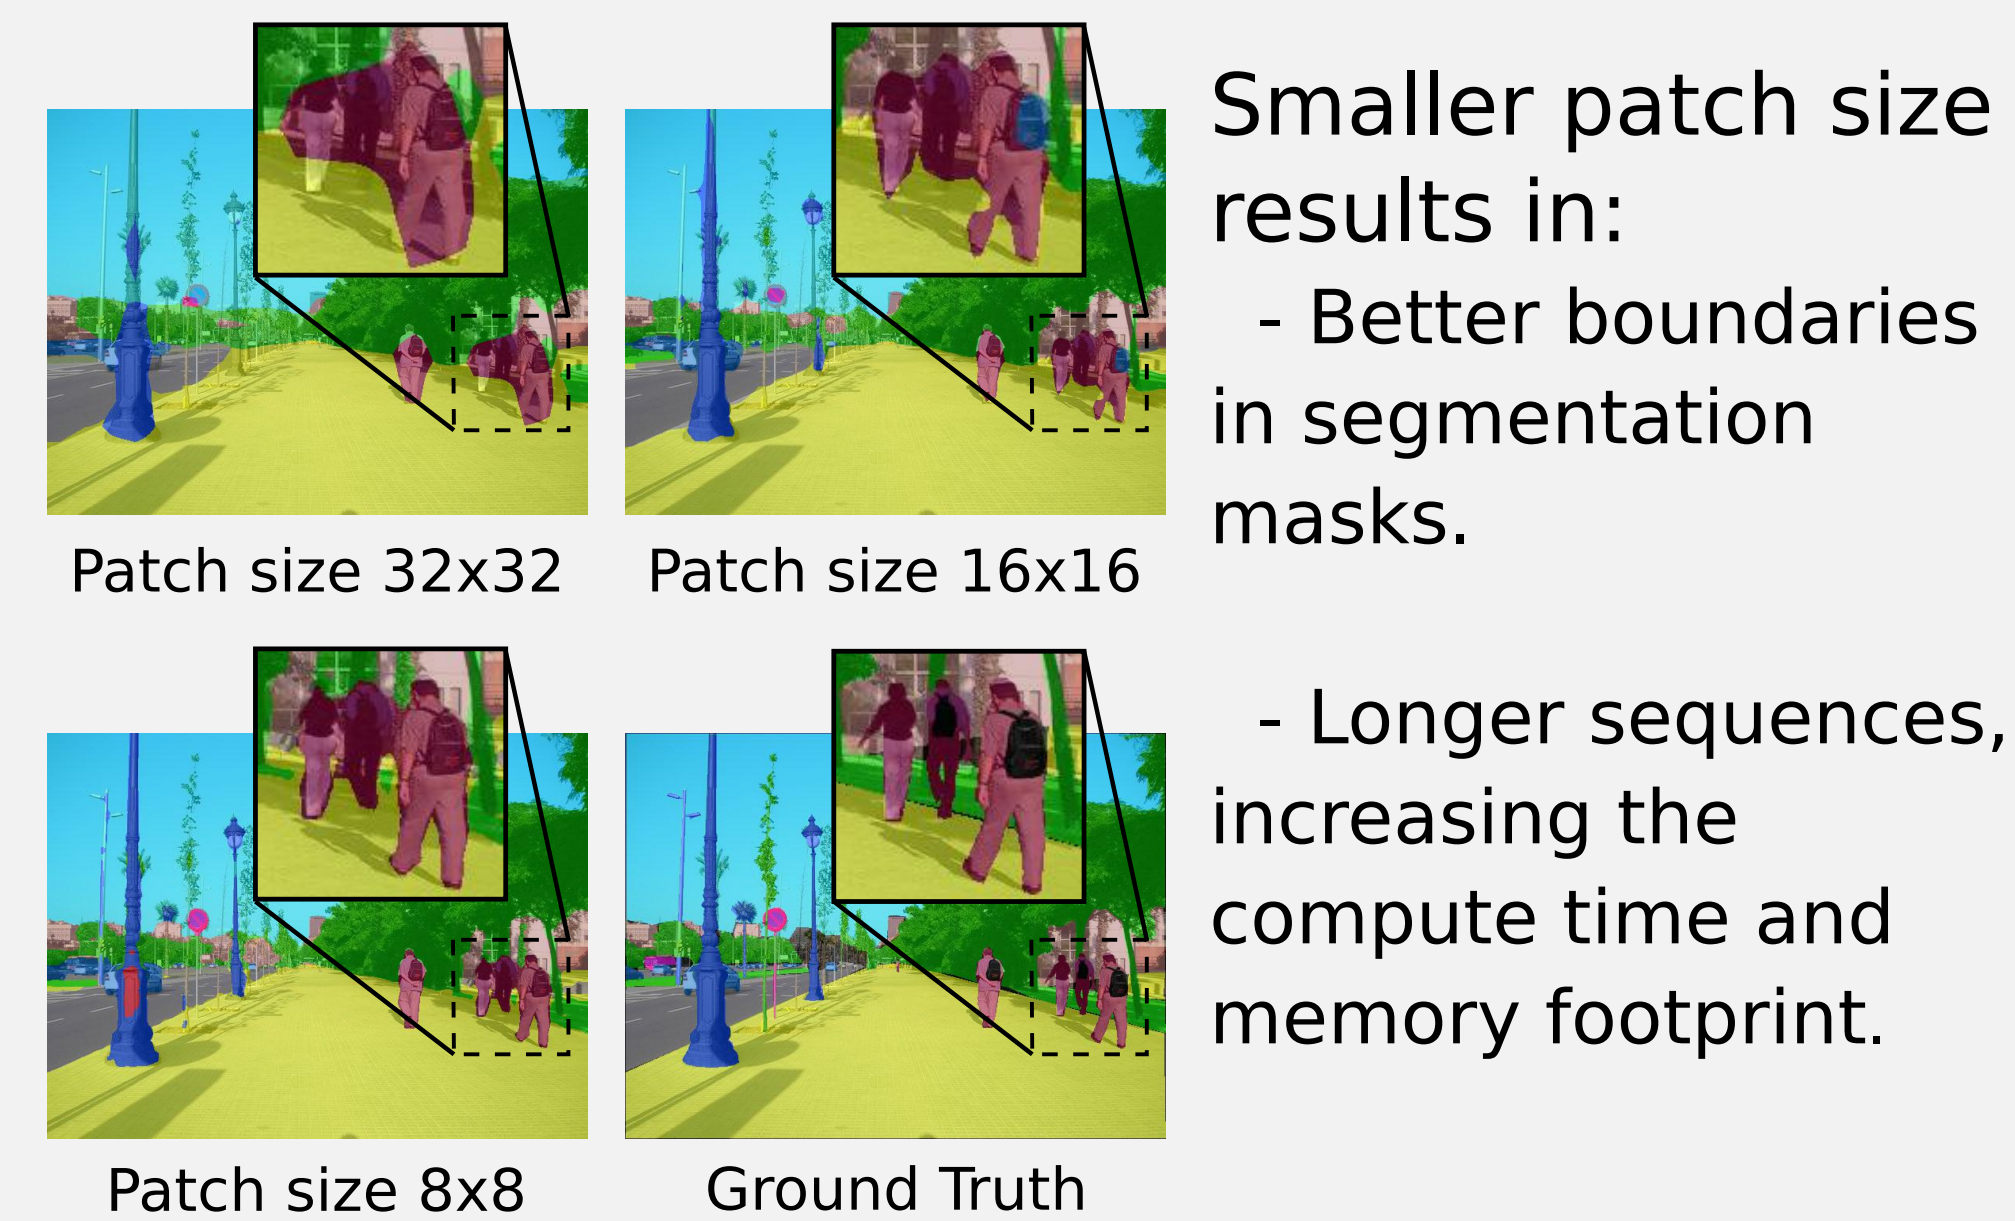 Smaller patch size
results in:
- Better boundaries
in segmentation
masks.
- Longer sequences,
increasing the
compute time and
memory footprint.
Patch size 32x32
Patch size 16x16
Patch size 8x8
Ground Truth